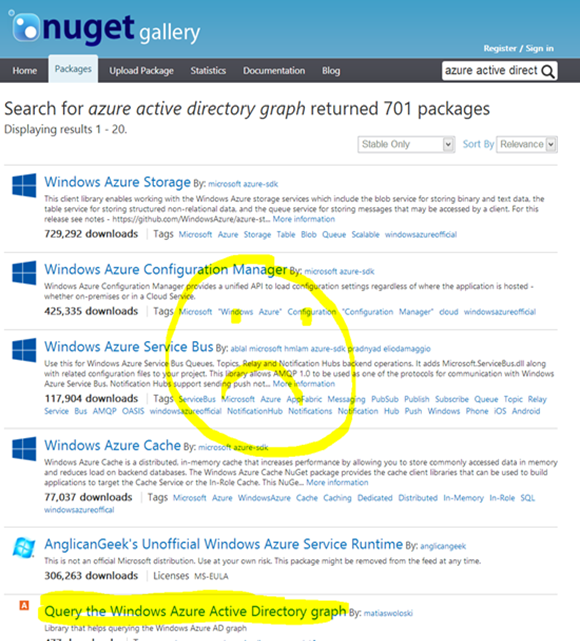 nuget gallery
Register / Sign in
Home Packages Upload Package Statistics Documentation Blog
azure active direct
Search for azure active directory graph returned 701 packages
Displaying results 1 - 20.
Stable Only Sort By Relevance
Windows Azure Storage By: microsoft azure-sdk
This client library enables working with the Windows Azure storage services which include the blob service for storing binary and text data, the
table service for storing structured non-relational data, and the queue service for storing messages that may be accessed by a client. For this
release see notes - https://github.com/WindowsAzure/azure-st... More information
729,292 downloads Tags Microsoft Azure Storage Table Blob Queue Scalable windowsazureofficial
Windows Azure Configuration Manager By: microsoft azure-sdk
Windows Azure Configuration Manager provides a unified API to load configuration settings regardless of where the application is hosted -
whether on-premises or in a Cloud Service.
425,335 downloads Tags Microsoft "Windows Azure" Configuration "Configuration Manager" cloud windowsazureofficial
Windows Azure Service Bus By: ablal microsoft hmlam azure-sdk pradnyad eliodamaggio
Use this for Windows Azure Service Bus Queues, Topics, Relay and Notification Hubs backend operations. It adds Microsoft.ServiceBus.dll along
with related configuration files to your project. This library allows AMQP 1.0 to be used as one of the protocols for communication with Windows
Azure Service Bus. Notification Hubs support sending push not... More information
117,904 downloads Tags ServiceBus Microsoft Azure AppFabric Messaging PubSub Publish Subscribe Queue Topic Relay
Service Bus AMQP OASIS windowsazureofficial NotificationHub Notifications Notification Hub Push Windows Phone iOS Android
Windows Azure Cache By: microsoft azure-sdk
Windows Azure Cache is a distributed, in-memory cache that increases performance by allowing you to store commonly accessed data in memory
and reduces load on backend databases. The Windows Azure Cache NuGet package provides the cache client libraries that can be used to build
applications to target the Cache Service or the In-Role Cache. This NuGe... More information
77,037 downloads Tags Microsoft Azure WindowsAzure Cache Caching Dedicated Distributed In-Memory In-Role SQL
windowsazureoffical
AnglicanGeek's Unofficial Windows Azure Service Runtime By: anglicangeek
This is not an official Microsoft distribution. Use at your own risk. This package might be removed from the feed at any time.
306,263 downloads Licenses MS-EULA
Query the Windows Azure Active Directory graph By: matiaswoloski
Library that helps querying the Windows Azure AD graph